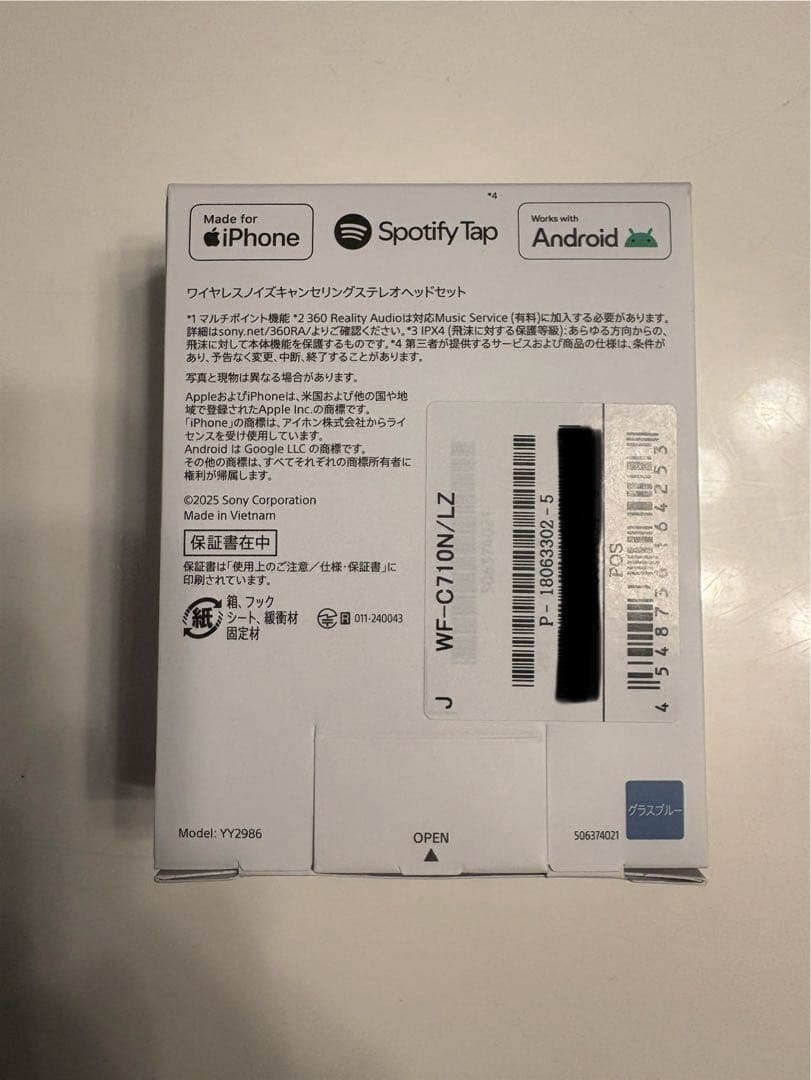 *4
Made for
iPhone
Spotify Tap
Works with
Android
ワイヤレスノイズキャンセリングステレオヘッドセット
*1 マルチポイント機能 *2 360 Reality Audioは対応Music Service (有料)に加入する必要があります。
詳細はsony.net/360RA/よりご確認ください。*3 IPX4 (飛沫に対する保護等級): あらゆる方向からの、
飛沫に対して本体機能を保護するものです。*4 第三者が提供するサービスおよび商品の仕様は、条件が
あり、予告なく変更、中断、終了することがあります。
写真と現物は異なる場合があります。
AppleおよびiPhoneは、米国および他の国や地
域で登録されたApple Inc.の商標です。
「iPhone」の商標は、アイホン株式会社からライ
センスを受け使用しています。
Android は Google LLC の商標です。
その他の商標は、すべてそれぞれの商標所有者に
権利が帰属します。
©2025 Sony Corporation
Made in Vietnam
保証書在中
保証書は「使用上のご注意/仕様・保証書」に
印刷されています。
紙
箱、フック
シート、緩衝材
固定材
R 011-240043
J WF-C710N/LZ
P- 18063302-5
POS
Model: YY2986
OPEN
506374021
グラスブルー